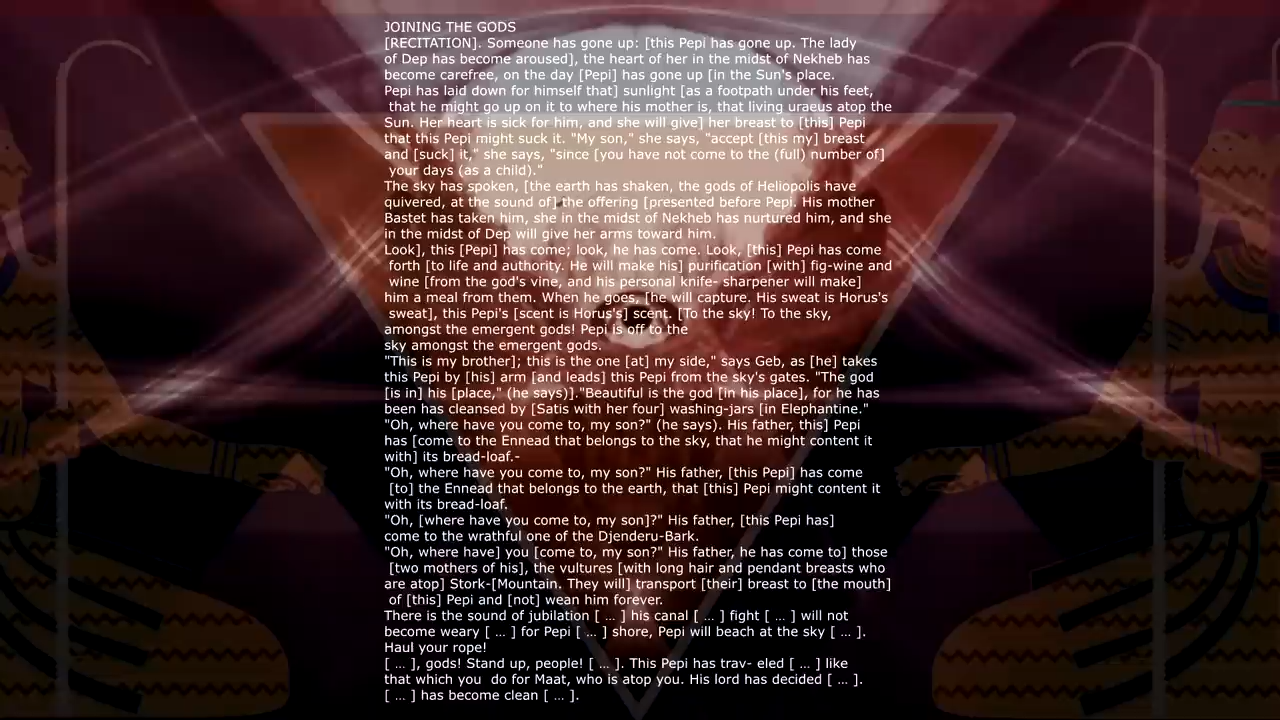 JOINING THE GODS
[RECITATION]. Someone has gone up: [this Pepi has gone up. The lady
of Dep has become aroused], the heart of her in the midst of Nekheb has
become carefree, on the day [Pepi] has gone up [in the Sun's place.
Pepi has laid down for himself that] sunlight [as a footpath under his feet,
that he might go up on it to where his mother is, that living uraeus atop the
Sun. Her heart is sick for him, and she will give] her breast to [this] Pepi
that this Pepi might suck it. "My son," she says, "accept [this my] breast
and [suck] it," she says, "since [you have not come to the (full) number of]
your days (as a child)."
The sky has spoken, [the earth has shaken, the gods of Heliopolis have
quivered, at the sound of] the offering [presented before Pepi. His mother
Bastet has taken him, she in the midst of Nekheb has nurtured him, and she
in the midst of Dep will give her arms toward him.
Look], this [Pepi] has come; look, he has come. Look, [this] Pepi has come
forth [to life and authority. He will make his] purification [with] fig-wine and
wine [from the god's vine, and his personal knife- sharpener will make]
him a meal from them. When he goes, [he will capture. His sweat is Horus's
sweat], this Pepi's [scent is Horus's] scent. [To the sky! To the sky,
amongst the emergent gods! Pepi is off to the
sky amongst the emergent gods.
"This is my brother]; this is the one [at] my side," says Geb, as [he] takes
this Pepi by [his] arm [and leads] this Pepi from the sky's gates. "The god
[is in] his [place," (he says)]."Beautiful is the god [in his place], for he has
been has cleansed by [Satis with her four] washing-jars [in Elephantine."
"Oh, where have you come to, my son?" (he says). His father, this] Pepi
has [come to the Ennead that belongs to the sky, that he might content it
with] its bread-loaf.-
"Oh, where have you come to, my son?" His father, [this Pepi] has come
[to] the Ennead that belongs to the earth, that [this] Pepi might content it
with its bread-loaf.
"Oh, [where have you come to, my son]?" His father, [this Pepi has]
come to the wrathful one of the Djenderu-Bark.
"Oh, where have] you [come to, my son?" His father, he has come to] those
[two mothers of his], the vultures [with long hair and pendant breasts who
are atop] Stork-[Mountain. They will] transport [their] breast to [the mouth]
of [this] Pepi and [not] wean him forever.
There is the sound of jubilation [ ... ] his canal [ ... ] fight [ ... ] will not
become weary [ ... ] for Pepi [ ... ] shore, Pepi will beach at the sky [ ... ].
Haul your rope!
[ ... ], gods! Stand up, people! [ ... ]. This Pepi has trav- eled [ ... ] like
that which you  do for Maat, who is atop you. His lord has decided [ ... ].
[ ... ] has become clean [ ... ].